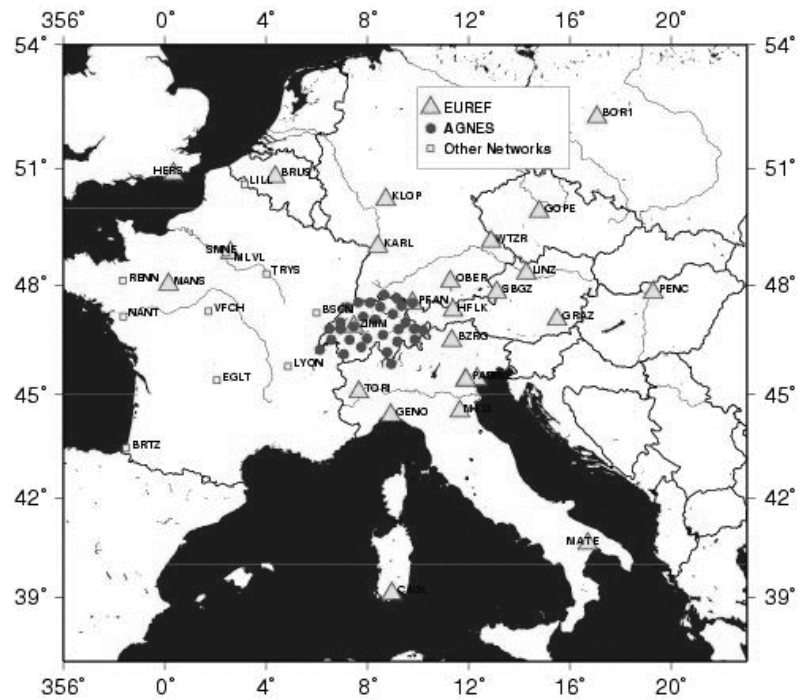 356° 0° 4° 8° 12° 16° 20°
54° 54°
EUREF
AGNES
Other Networks
BOR1
51° 51°
HERS
LILL
BRUS
KLOP
GOPE
KARL
WTZR
SMNE
MLVL
TRYS
OBER
LINZ
48° 48°
RENN
MANS
GBGZ
PENC
PFAN
HFLK
NANT
VFCH
BSCN
ZIMM
GRAZ
BZRG
LYON
EGLT
TORI
45° 45°
GENO
BRTZ
42° 42°
MATE
39° 39°
356° 0° 4° 8° 12° 16° 20°